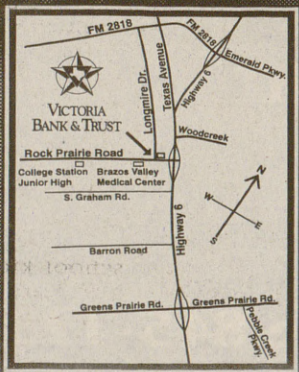 FM 2818
FM 2818
Emerald Pkwy.
Longmire Dr.
Texas Avenue
Highway 6
VICTORIA
BANK & TRUST
Woodcreek
Rock Prairie Road
College Station
Junior High
Brazos Valley
Medical Center
S. Graham Rd.
N
W
E
S
Highway 6
Barron Road
Greens Prairie Rd.
Greens Prairie Rd.
Pebble Creek
Pkwy.